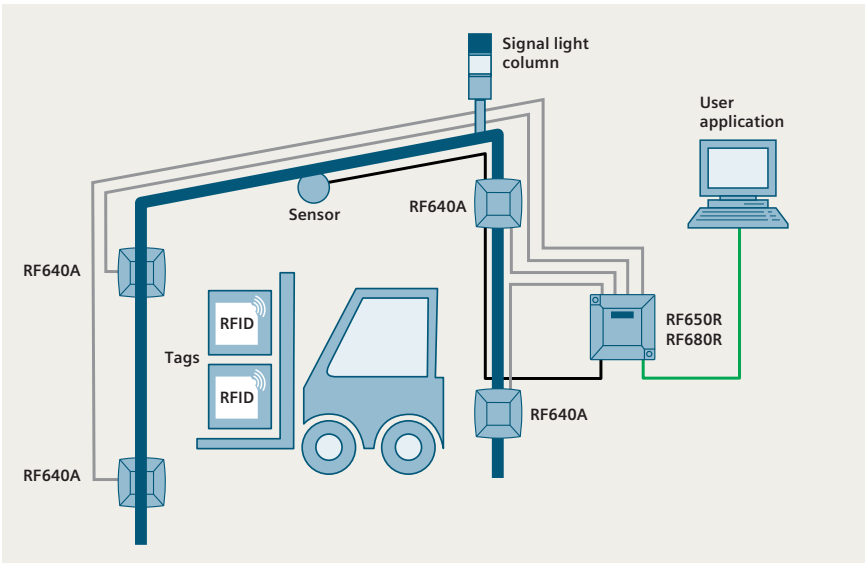 Signal light
column
User
application
Sensor
RF640A
RF640A
RFID
RF650R
RF680R
Tags
RFID
RF640A
RF640A